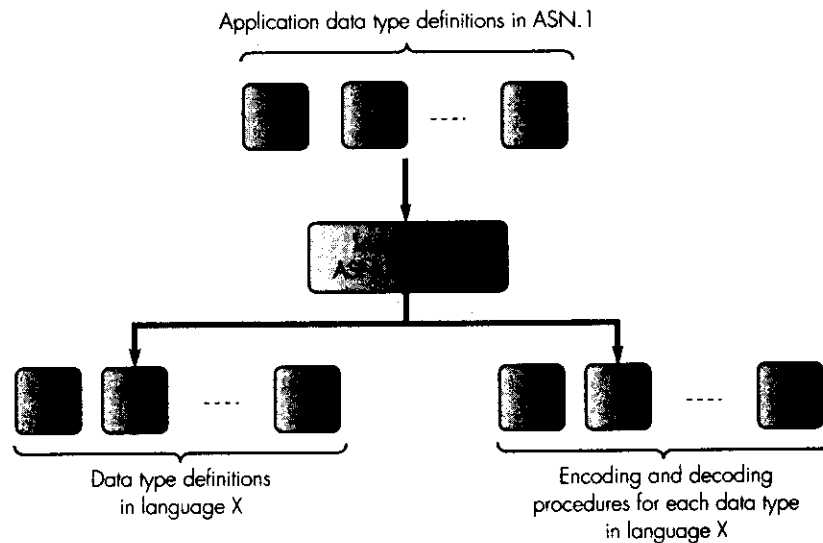 Application data type definitions in ASN.1
Data type definitions
in language X
Encoding and decoding
procedures for each data type
in language X